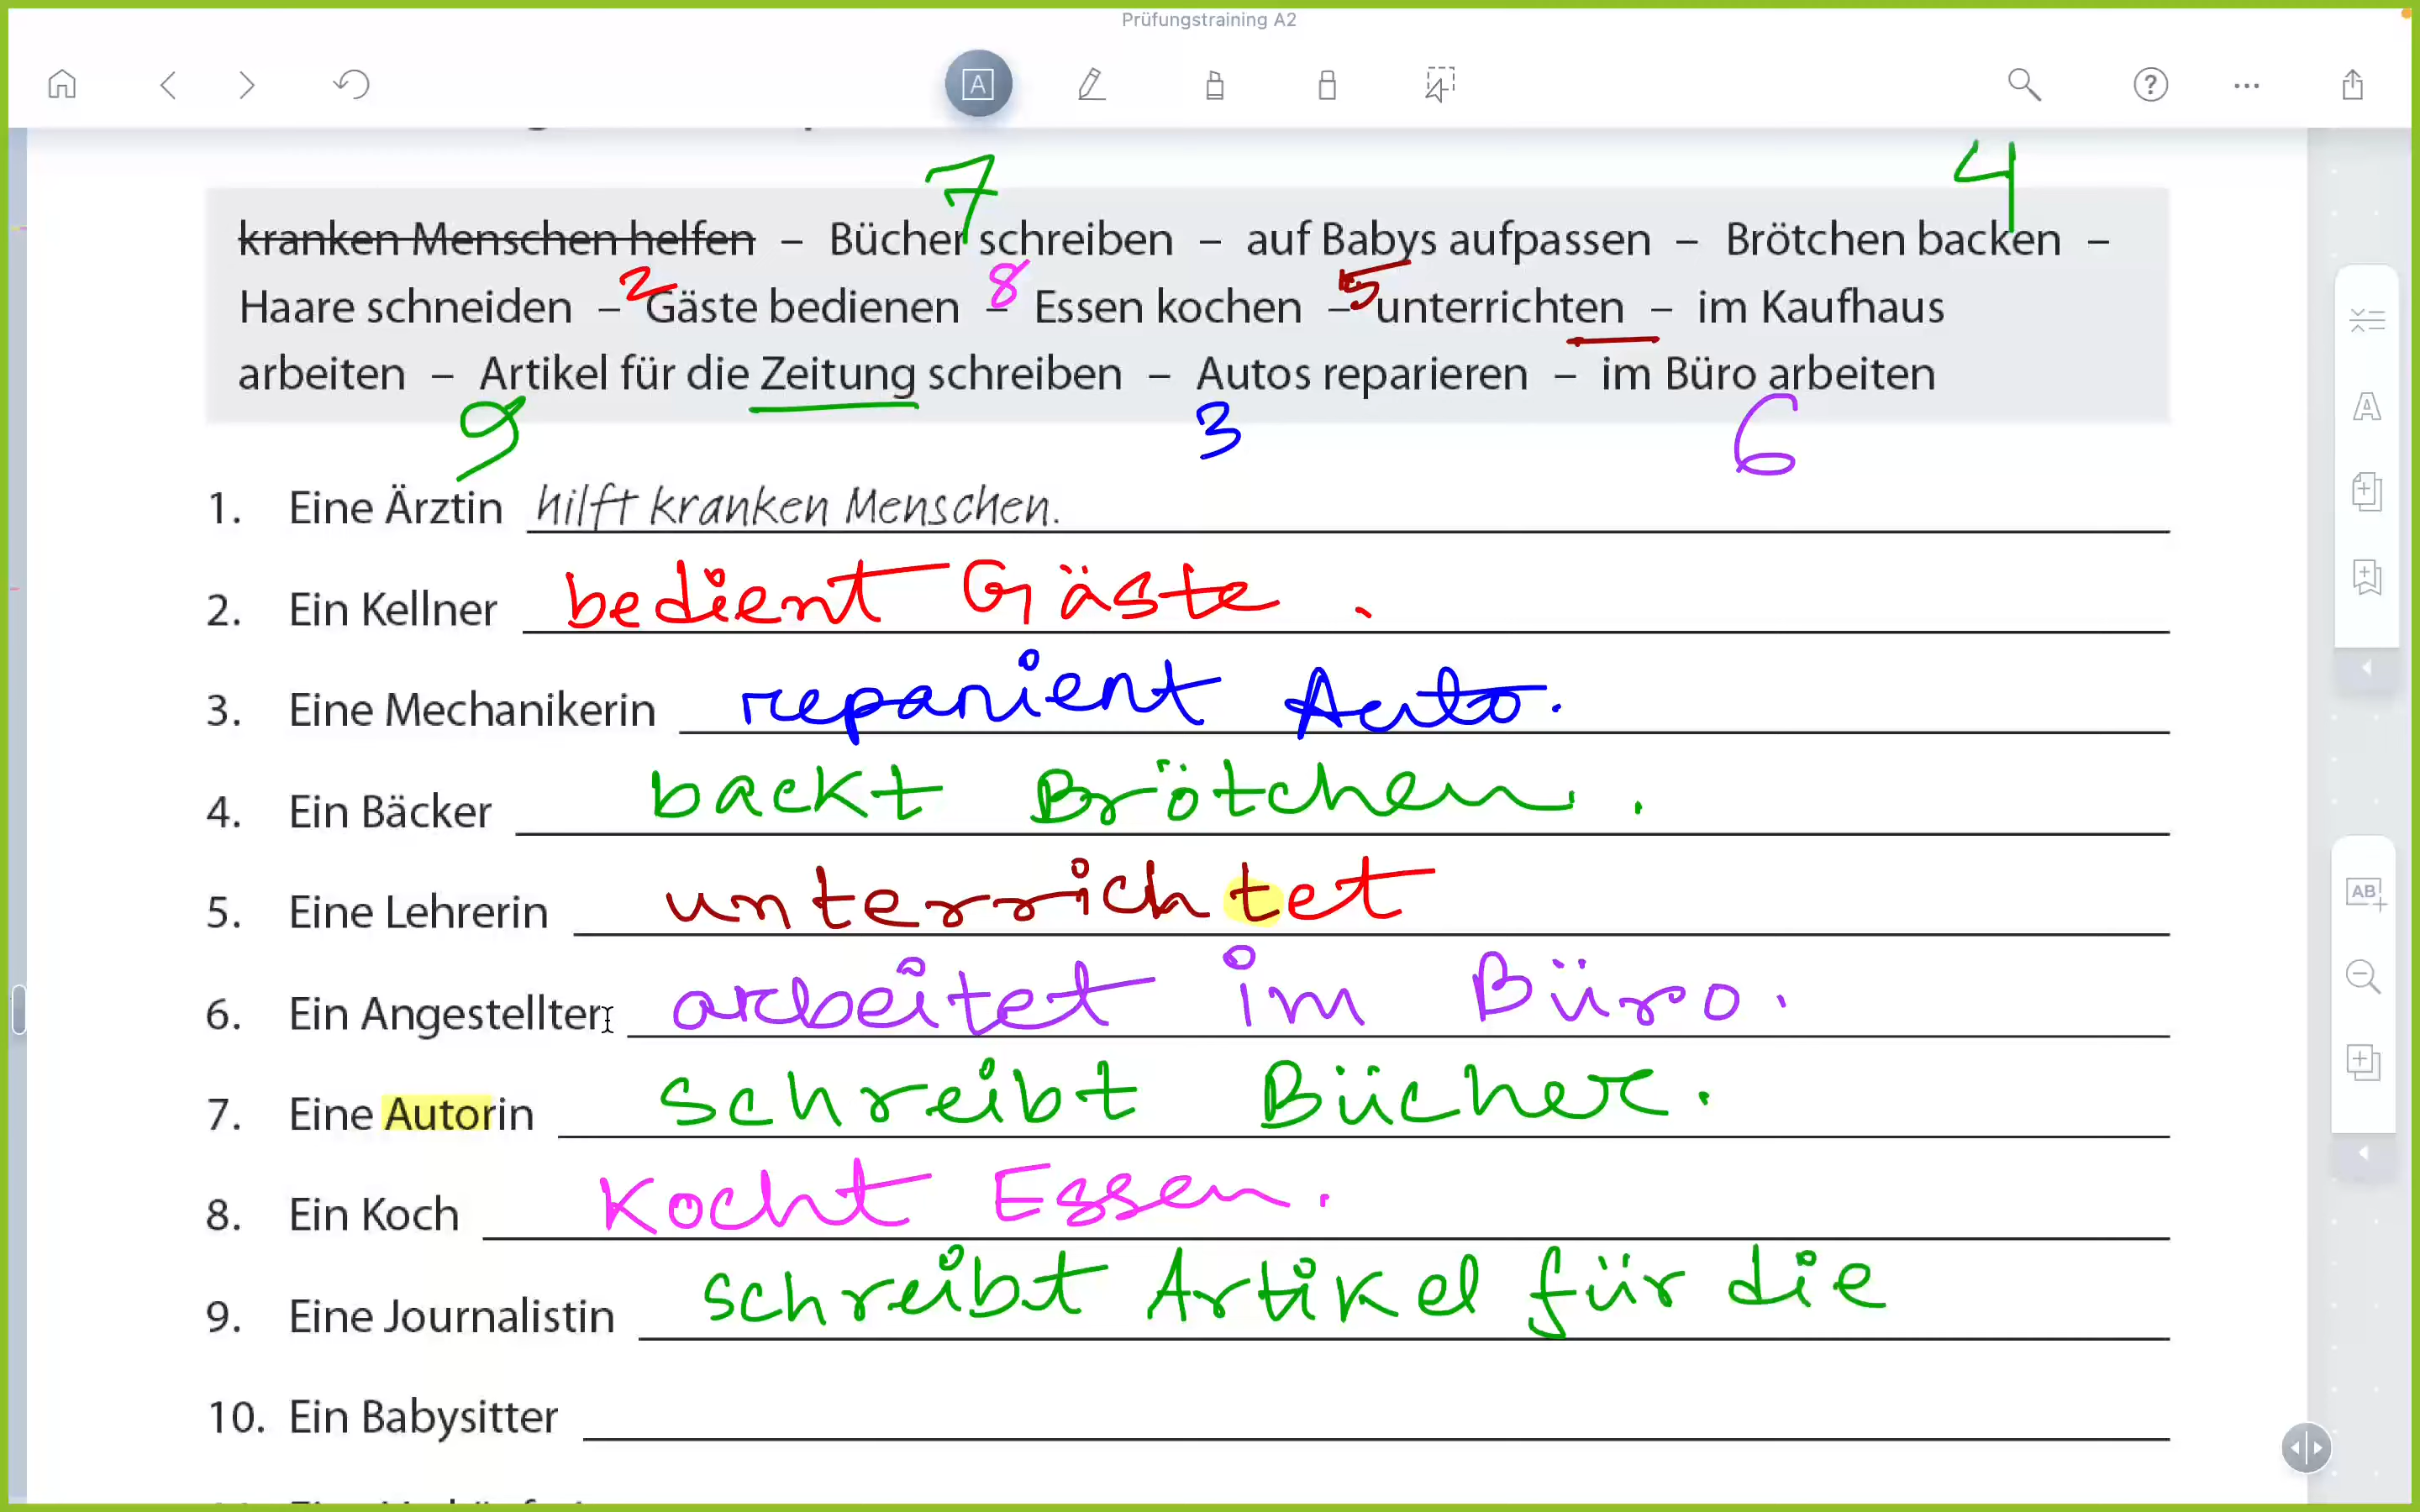 Prüfungstraining A2
7 4
kranken Menschen helfen – Bücher schreiben – auf Babys aufpassen – Brötchen backen –
2 8 5
Haare schneiden – Gäste bedienen – Essen kochen – unterrichten – im Kaufhaus
arbeiten – Artikel für die Zeitung schreiben – Autos reparieren – im Büro arbeiten
9 3 6
1. Eine Ärztin hilft kranken Menschen.
2. Ein Kellner bedient Gäste.
3. Eine Mechanikerin repariert Auto.
4. Ein Bäcker backt Brötchen.
5. Eine Lehrerin unterrichtet
6. Ein Angestellter arbeitet im Büro.
7. Eine Autorin schreibt Bücher.
8. Ein Koch kocht Essen.
9. Eine Journalistin schreibt Artikel für die
10. Ein Babysitter